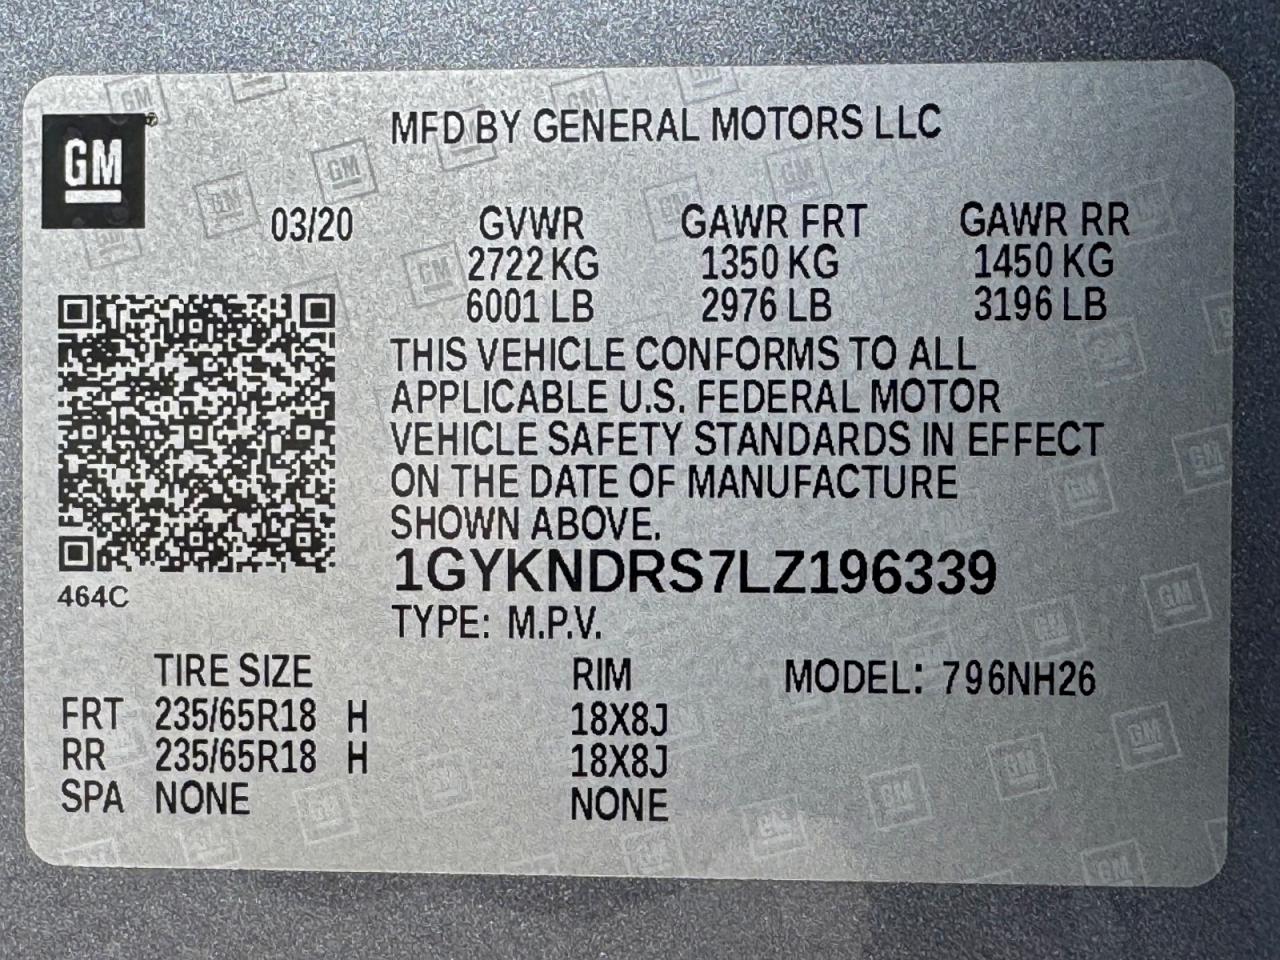 GM ®
MFD BY GENERAL MOTORS LLC
03/20 GVWR GAWR FRT GAWR RR
2722 KG 1350 KG 1450 KG
6001 LB 2976 LB 3196 LB
THIS VEHICLE CONFORMS TO ALL
APPLICABLE U.S. FEDERAL MOTOR
VEHICLE SAFETY STANDARDS IN EFFECT
ON THE DATE OF MANUFACTURE
SHOWN ABOVE.
1GYKNDRS7LZ196339
464C
TYPE: M.P.V.
TIRE SIZE RIM MODEL: 796NH26
FRT 235/65R18 H 18X8J
RR 235/65R18 H 18X8J
SPA NONE NONE